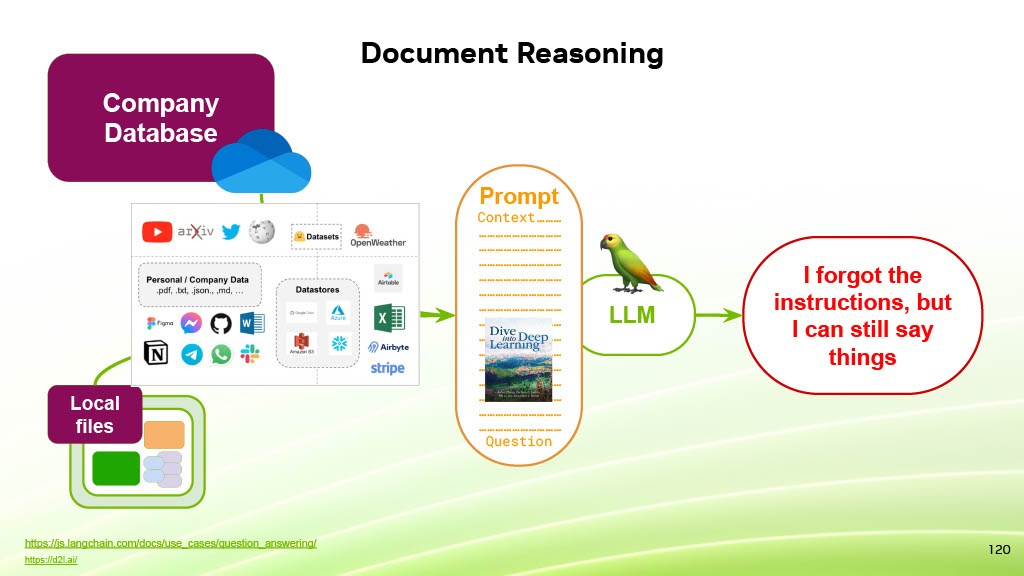 Document Reasoning
Company
Database
arXiv
Datasets
OpenWeather
Personal / Company Data
.pdf, .txt, .json., ,md, …
Datastores
Airtable
Google Cloud
Azure
Figma
Amazon S3
Airbyte
stripe
Local
files
Prompt
Context………
Dive
into Deep
Learning
Question
LLM
I forgot the
instructions, but
I can still say
things
https://js.langchain.com/docs/use_cases/question_answering/
https://d2l.ai/
120